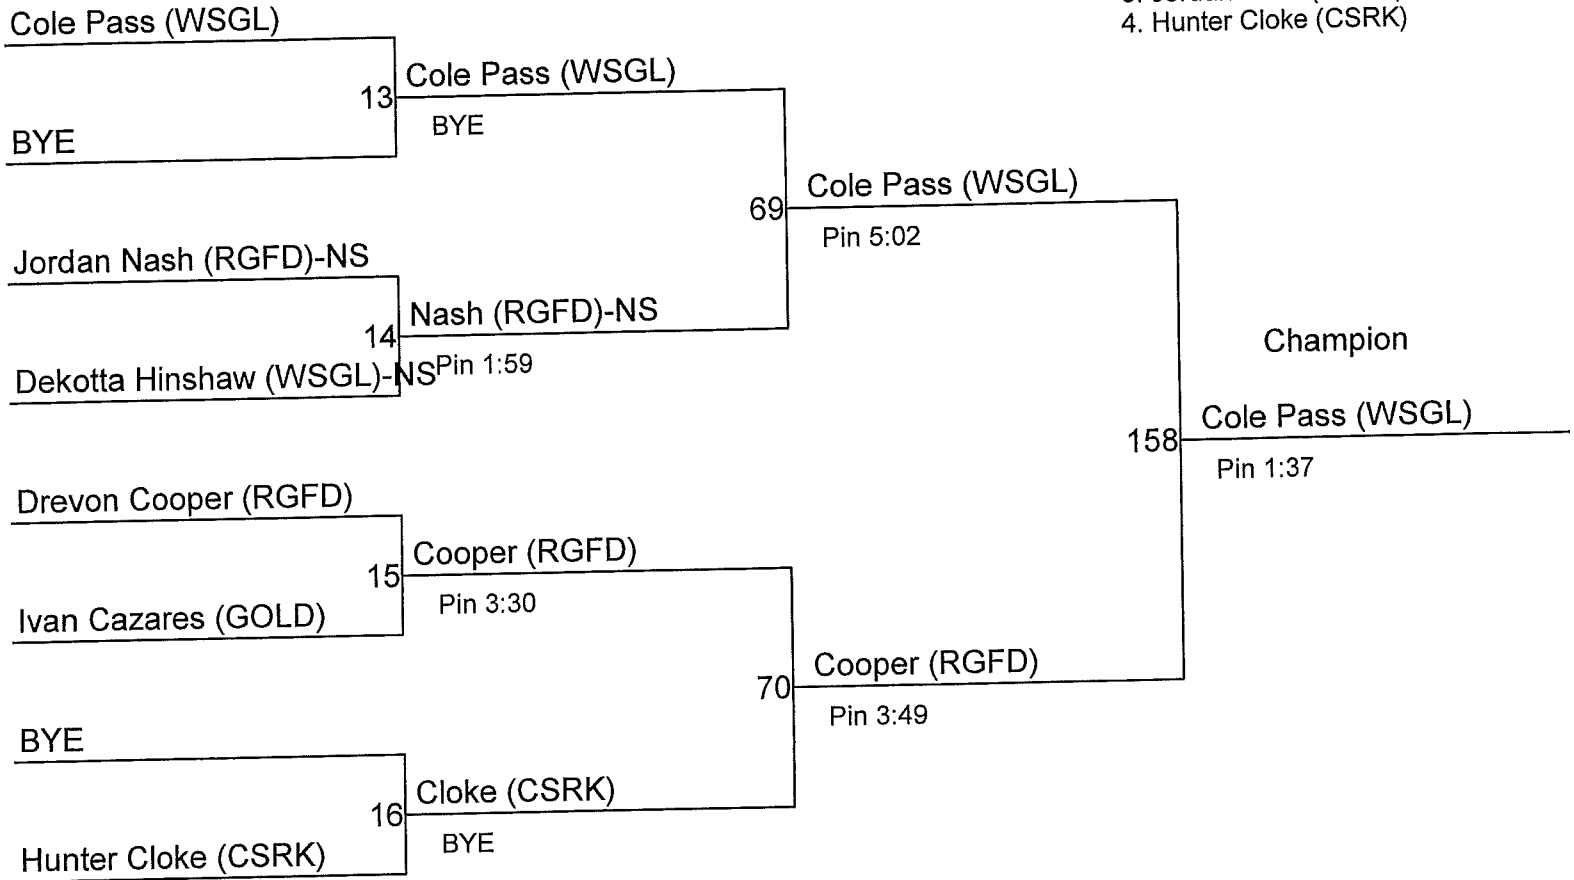 4. Hunter Cloke (CSRK)
Cole Pass (WSGL)
13
Cole Pass (WSGL)
BYE
BYE
69
Cole Pass (WSGL)
Pin 5:02
Jordan Nash (RGFD)-NS
14
Nash (RGFD)-NS
Pin 1:59
Dekotta Hinshaw (WSGL)-NS
Champion
158
Cole Pass (WSGL)
Pin 1:37
Drevon Cooper (RGFD)
15
Cooper (RGFD)
Pin 3:30
Ivan Cazares (GOLD)
70
Cooper (RGFD)
Pin 3:49
BYE
16
Cloke (CSRK)
BYE
Hunter Cloke (CSRK)